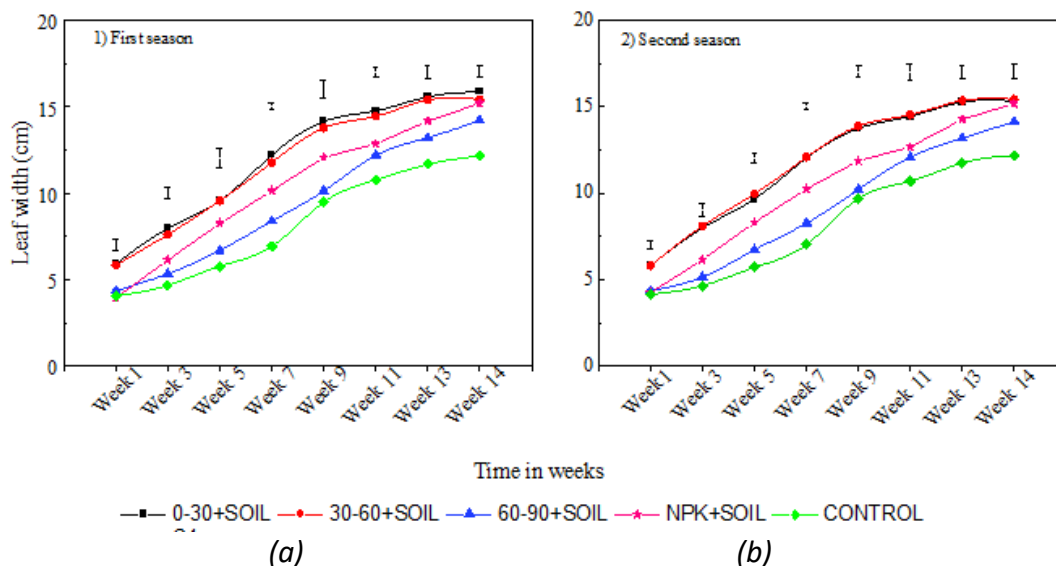 20
1) First season
15
10
5
0
Leaf width (cm)
Week 1
Week 3
Week 5
Week 7
Week 9
Week 11
Week 13
Week 14
20
2) Second season
15
10
5
0
Week 1
Week 3
Week 5
Week 7
Week 9
Week 11
Week 13
Week 14
Time in weeks
0-30+SOIL 30-60+SOIL 60-90+SOIL NPK+SOIL CONTROL
(a) (b)